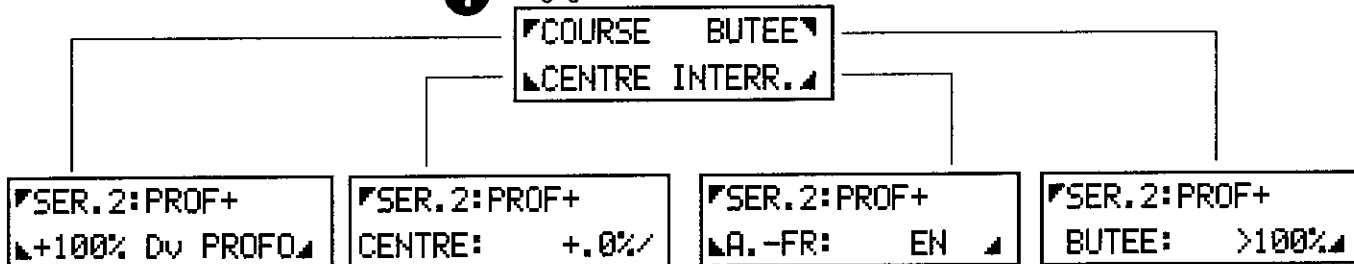 COURSE BUTEE
CENTRE INTERR.
SER.2:PROF+
+100% Dv PROFO
SER.2:PROF+
CENTRE: +.0%/
SER.2:PROF+
A.-FR: EN
SER.2:PROF+
BUTEE: >100%